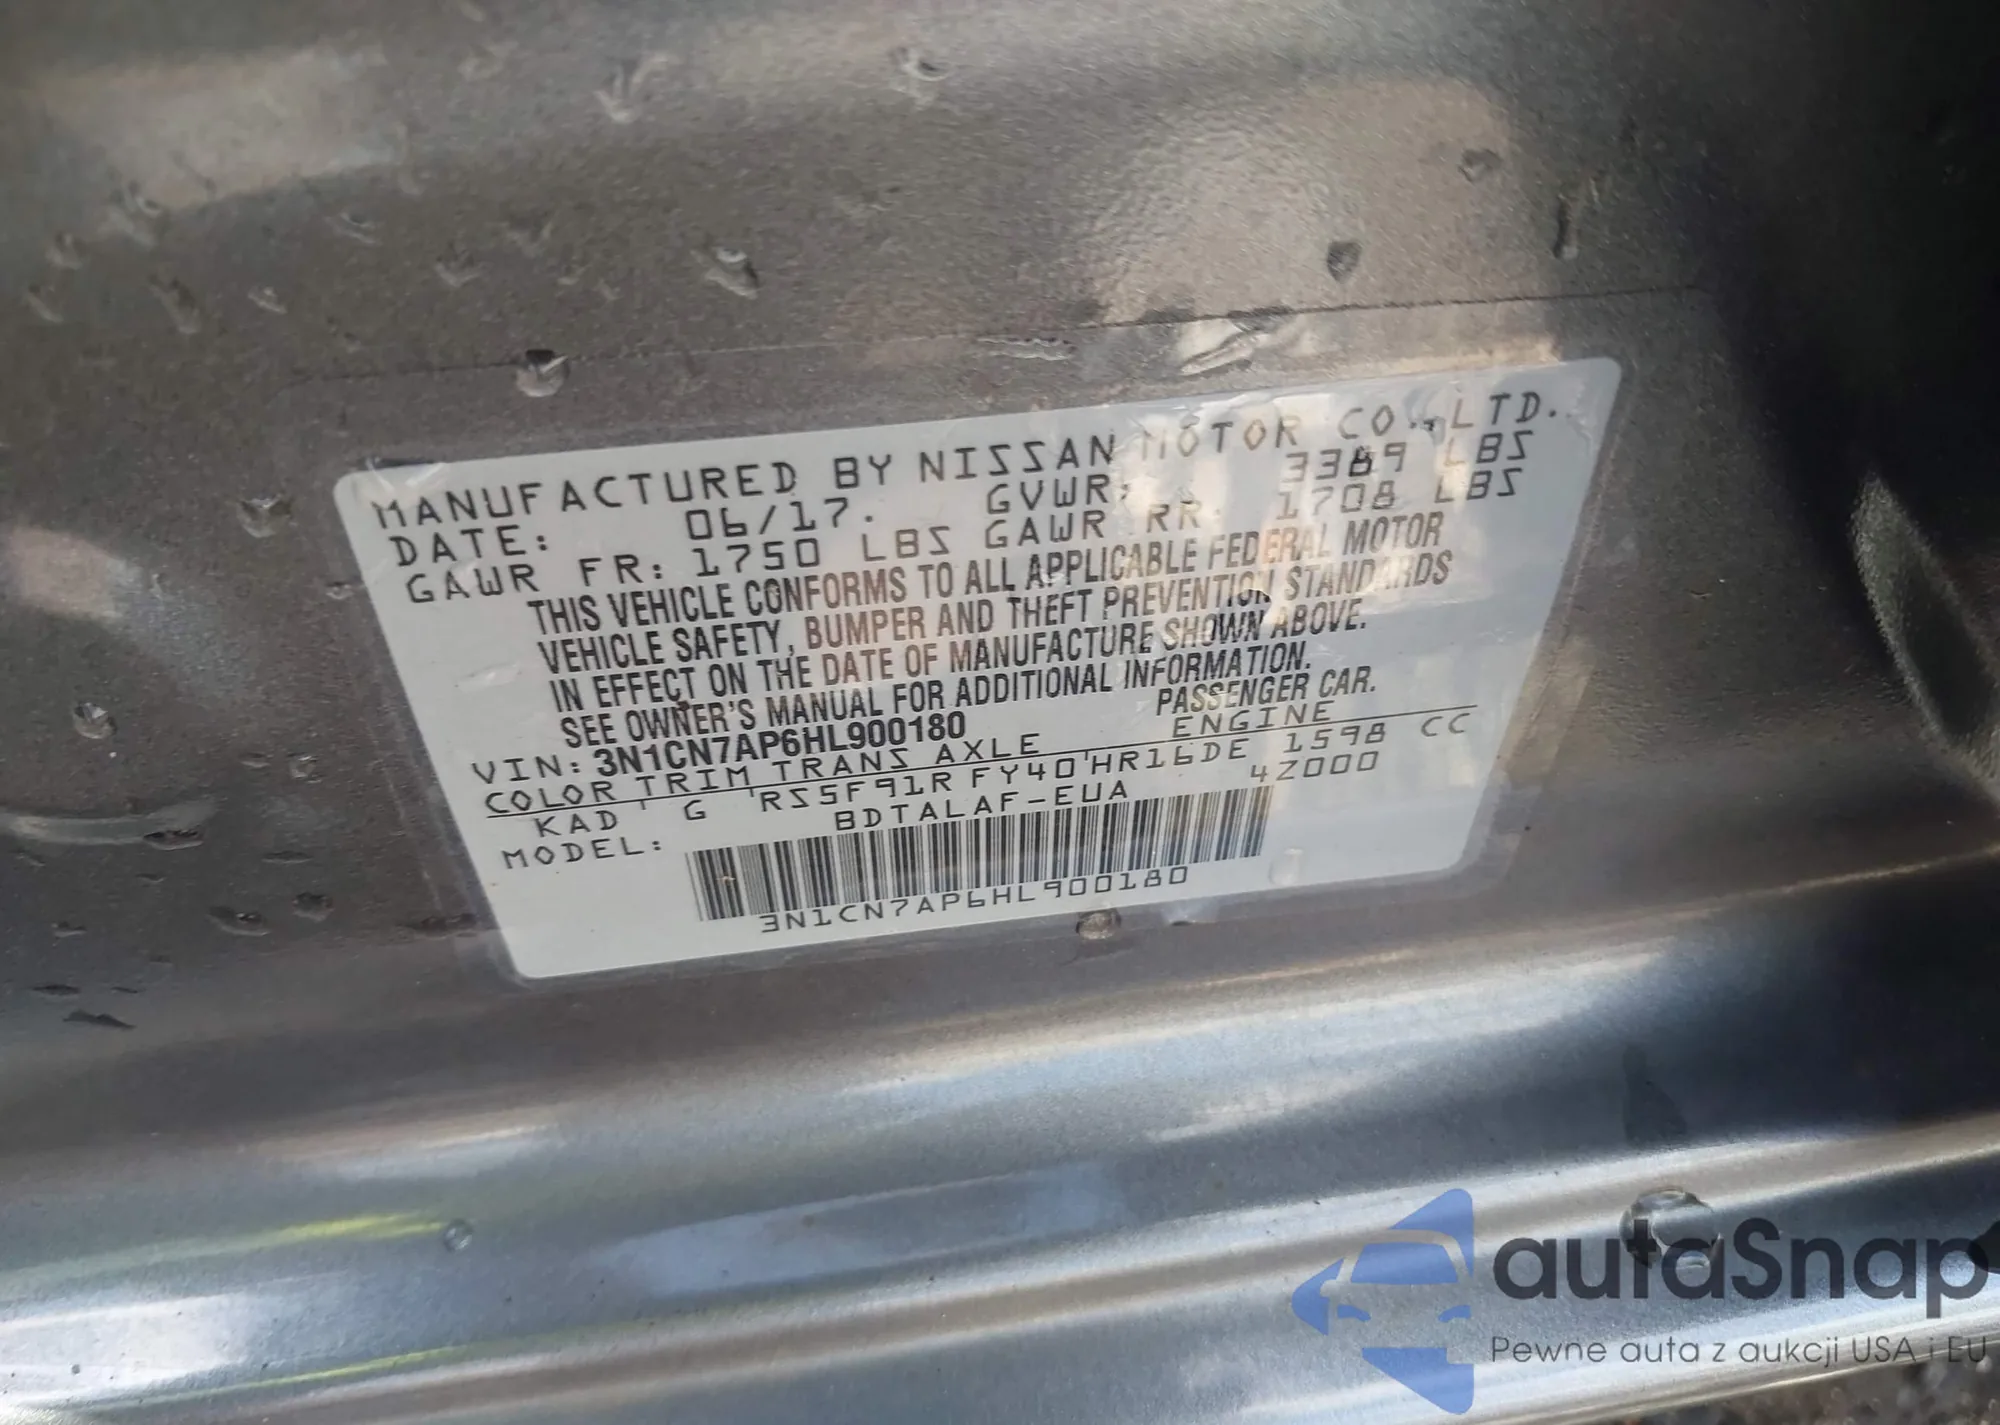 MANUFACTURED BY NISSAN MOTOR CO., LTD.
DATE: 06/17. GVWR: 3389 LBS
GAWR FR: 1750 LBS GAWR RR: 1708 LBS
THIS VEHICLE CONFORMS TO ALL APPLICABLE FEDERAL MOTOR
VEHICLE SAFETY, BUMPER AND THEFT PREVENTION STANDARDS
IN EFFECT ON THE DATE OF MANUFACTURE SHOWN ABOVE.
SEE OWNER'S MANUAL FOR ADDITIONAL INFORMATION.
VIN: 3N1CN7AP6HL900180 PASSENGER CAR.
COLOR TRIM TRANS AXLE ENGINE
KAD G RS5F91R FY40 HR16DE 1598 CC
MODEL: BDTALAF-EUA 4Z000
3N1CN7AP6HL900180
autaSnap
Pewne auta z aukcji USA i EU